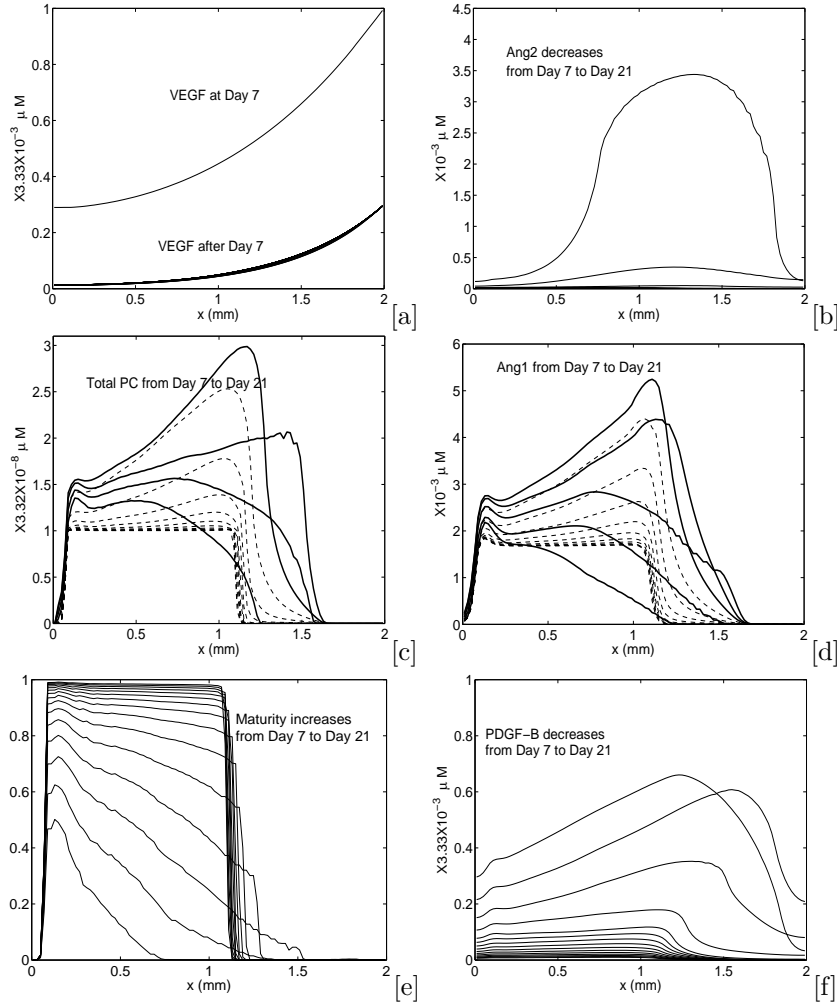 1
0.8
0.6
0.4
0.2
0
X3.33X10⁻³ μ M
VEGF at Day 7
VEGF after Day 7
0 0.5 1 1.5 2
x (mm)
[a]
4.5
4
3.5
3
2.5
2
1.5
1
0.5
0
X10⁻³ μ M
Ang2 decreases
from Day 7 to Day 21
0 0.5 1 1.5 2
x (mm)
[b]
3
2.5
2
1.5
1
0.5
0
X3.32X10⁻⁸ μ M
Total PC from Day 7 to Day 21
0 0.5 1 1.5 2
x (mm)
[c]
6
5
4
3
2
1
0
X10⁻³ μ M
Ang1 from Day 7 to Day 21
0 0.5 1 1.5 2
x (mm)
[d]
1
0.8
0.6
0.4
0.2
0
Maturity increases
from Day 7 to Day 21
0 0.5 1 1.5 2
x (mm)
[e]
1
0.8
0.6
0.4
0.2
0
X3.33X10⁻³ μ M
PDGF−B decreases
from Day 7 to Day 21
0 0.5 1 1.5 2
x (mm)
[f]